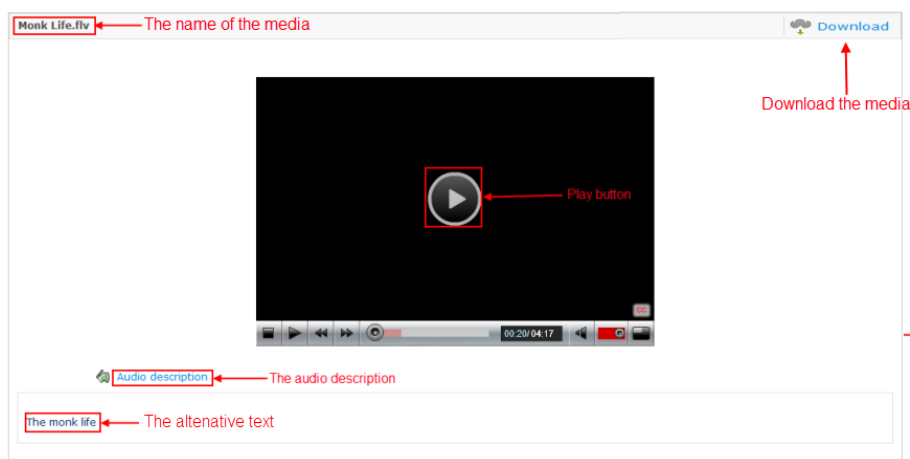 Monk Life.flv The name of the media Download
Download the media
Play button
CC
00:20/04:17
Audio description The audio description
The monk life The altenative text